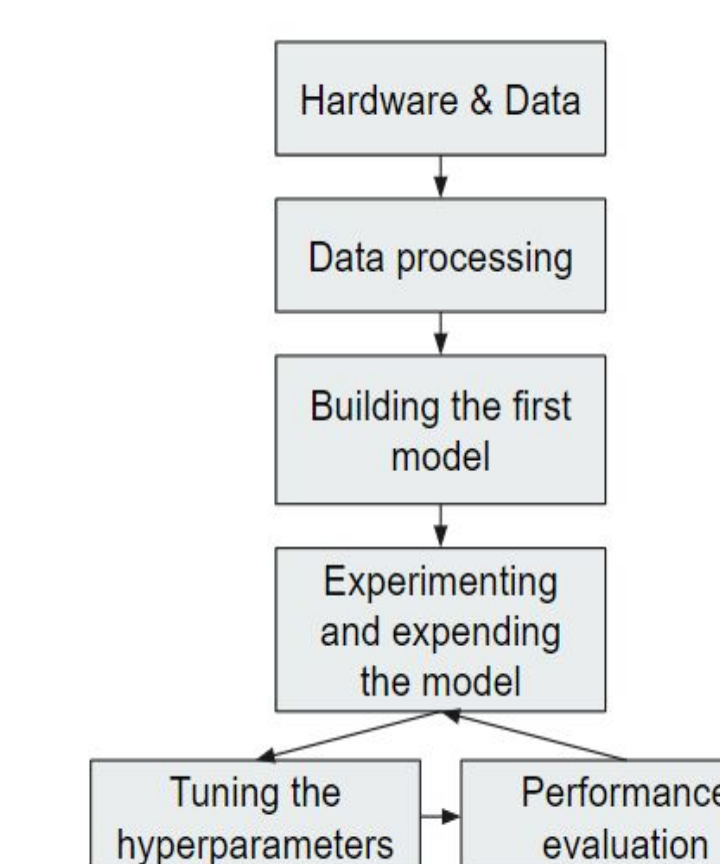 Hardware & Data
Data processing
Building the first
model
Experimenting
and expending
the model
Tuning the
hyperparameters
Performance
evaluation